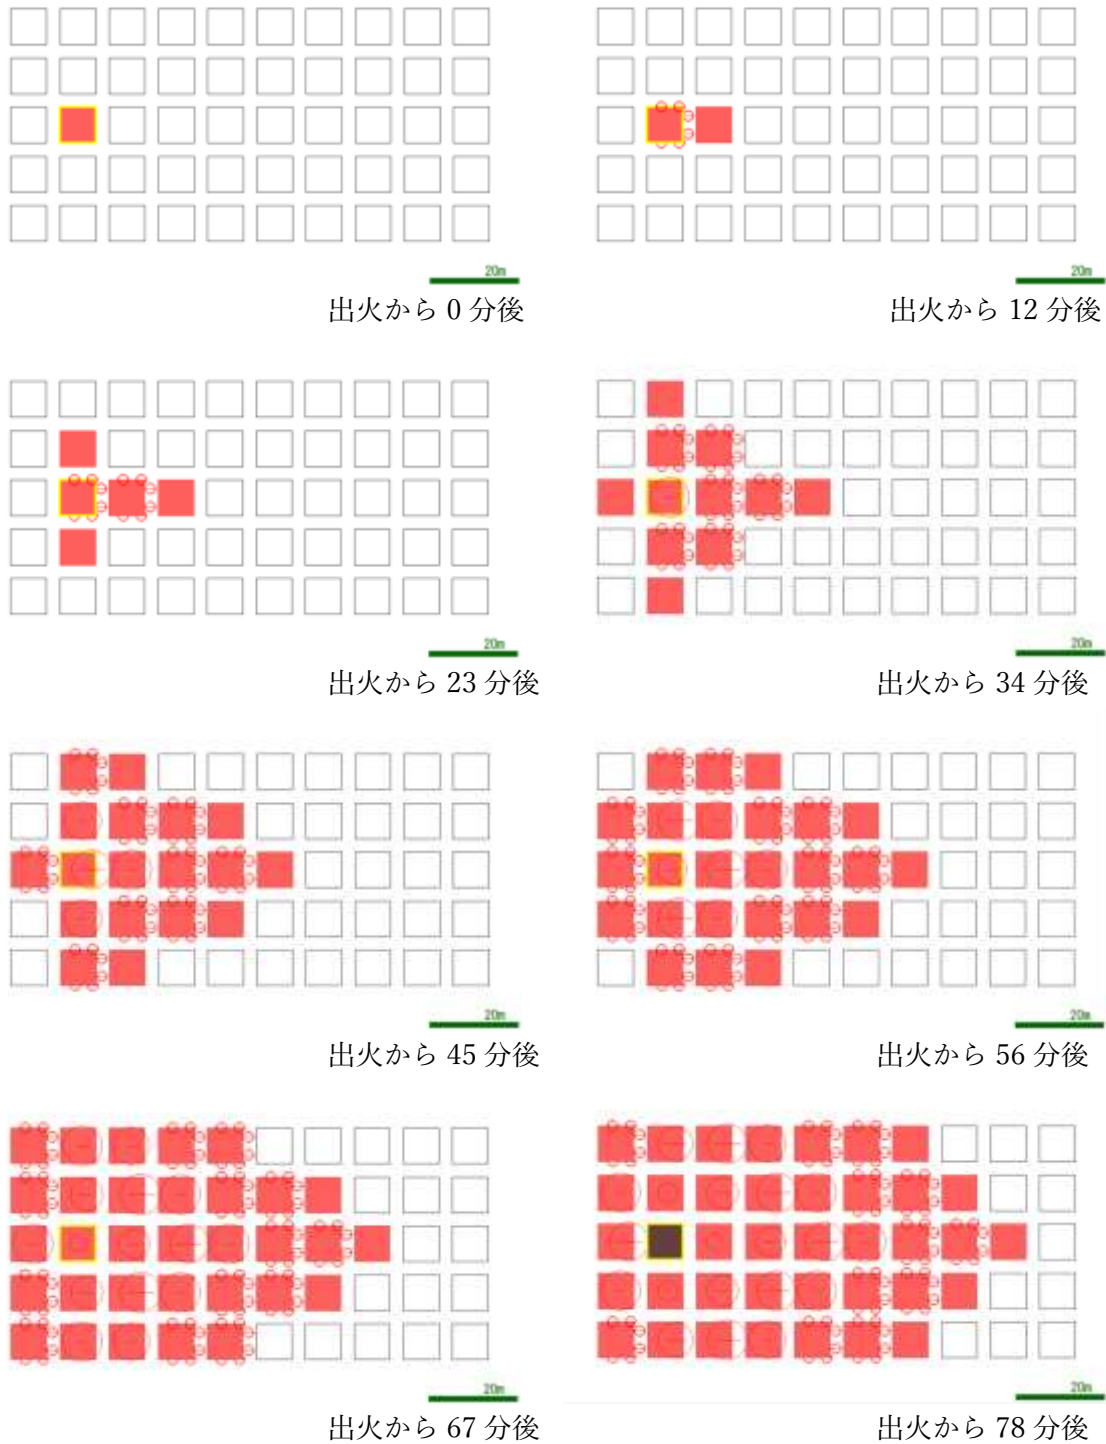 20m 20m
出火から 0 分後 出火から 12 分後
20m 20m
出火から 23 分後 出火から 34 分後
20m 20m
出火から 45 分後 出火から 56 分後
20m 20m
出火から 67 分後 出火から 78 分後